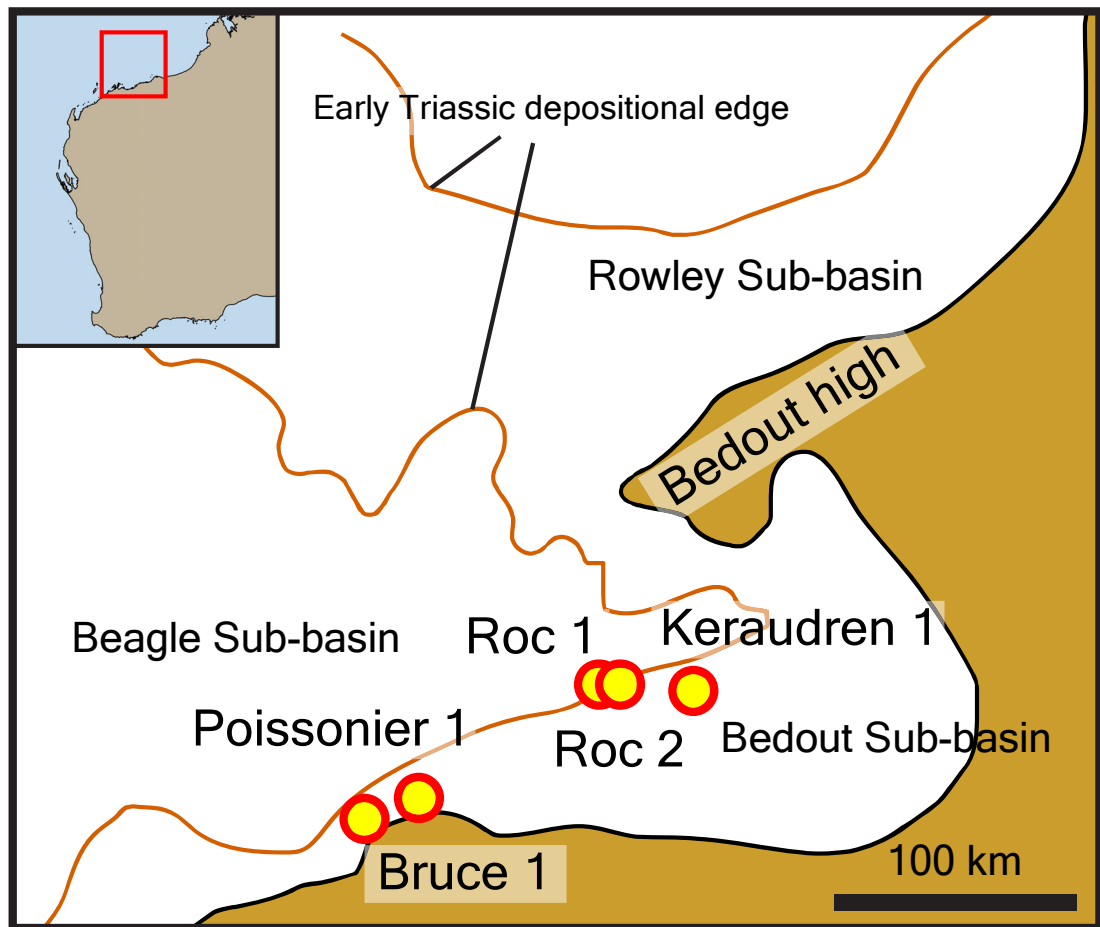 Early Triassic depositional edge
Rowley Sub-basin
Bedout high
Beagle Sub-basin
Roc 1
Keraudren 1
Poissonier 1
Roc 2
Bedout Sub-basin
Bruce 1
100 km